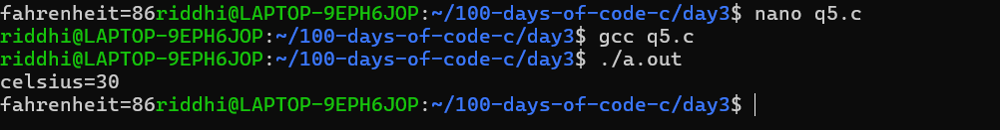 fahrenheit=86riddhi@LAPTOP-9EPH6JOP:~/100-days-of-code-c/day3$ nano q5.c
riddhi@LAPTOP-9EPH6JOP:~/100-days-of-code-c/day3$ gcc q5.c
riddhi@LAPTOP-9EPH6JOP:~/100-days-of-code-c/day3$ ./a.out
celsius=30
fahrenheit=86riddhi@LAPTOP-9EPH6JOP:~/100-days-of-code-c/day3$